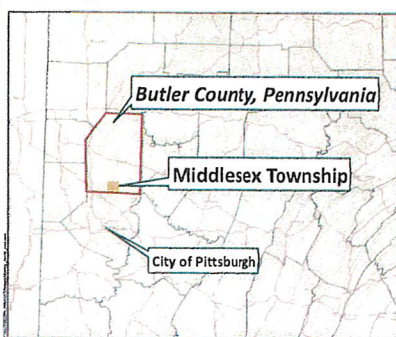 Butler County, Pennsylvania
Middlesex Township
City of Pittsburgh